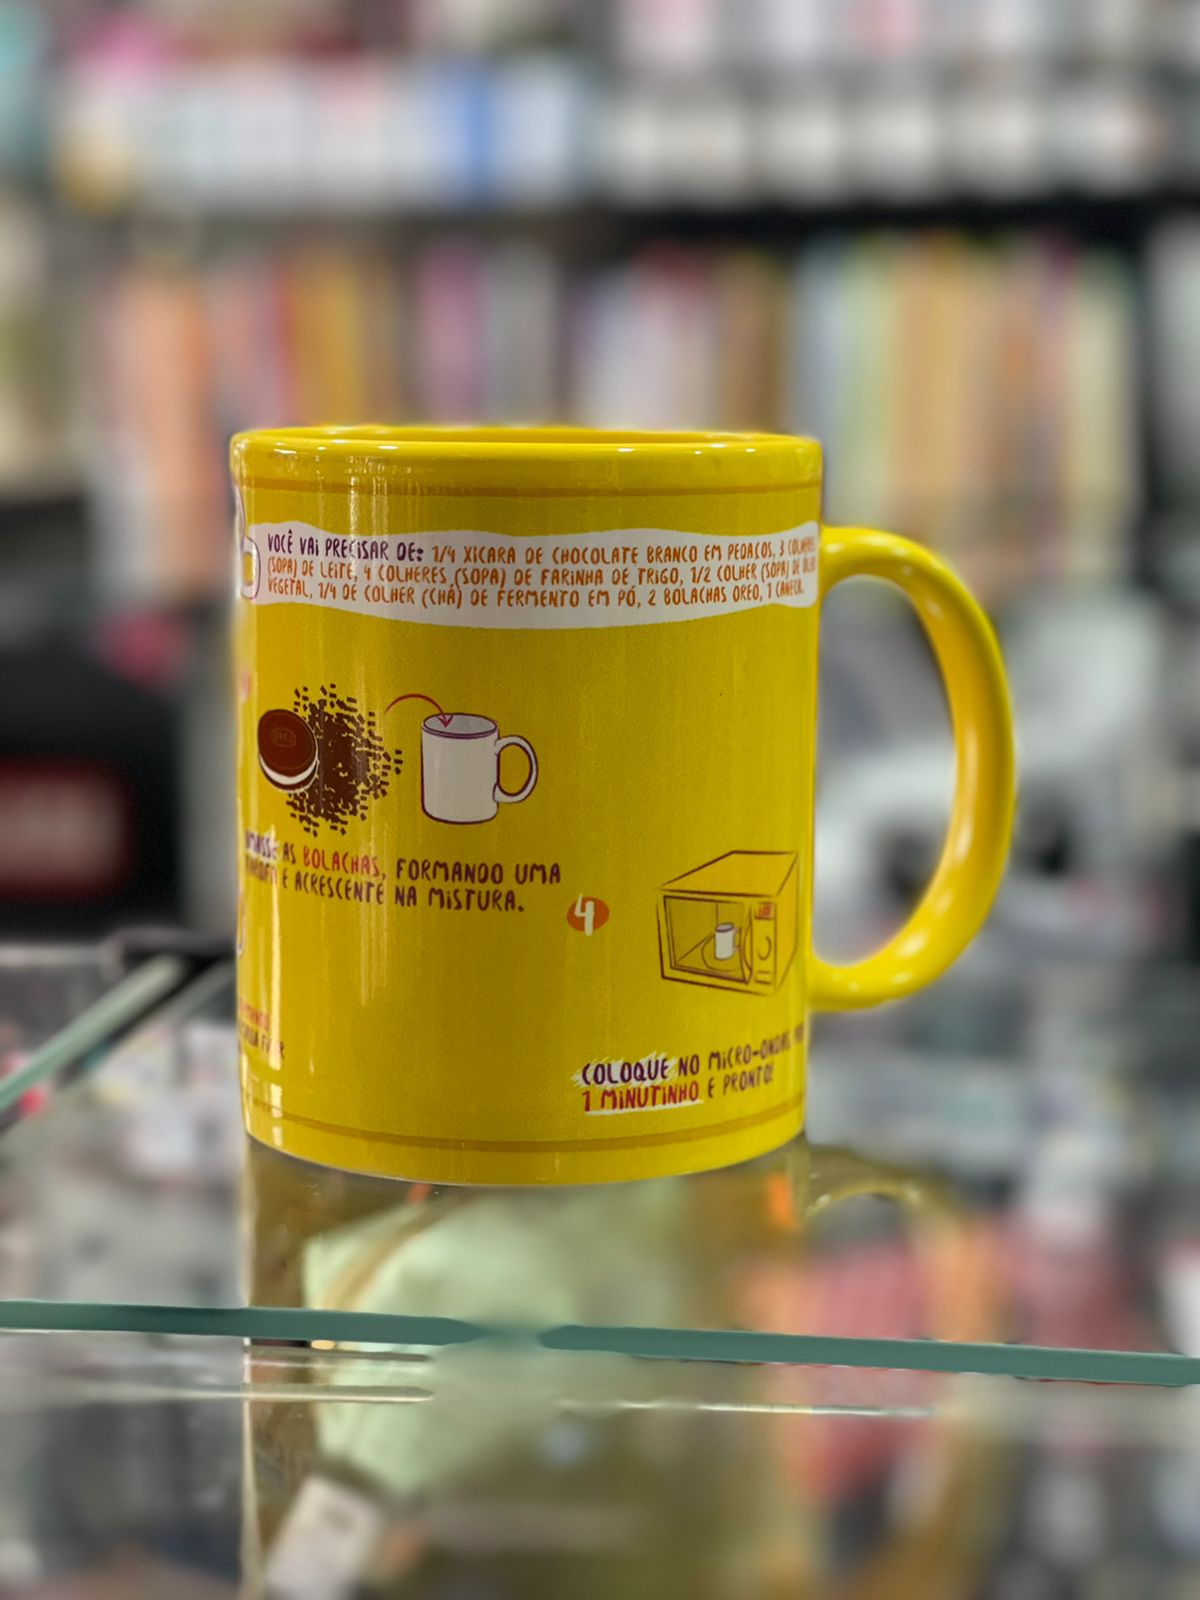 VOCÊ VAI PRECISAR DE: 1/4 XÍCARA DE CHOCOLATE BRANCO EM PEDAÇOS, 3 COLHERES
(SOPA) DE LEITE, 4 COLHERES (SOPA) DE FARINHA DE TRIGO, 1/2 COLHER (SOPA) DE ÓLEO
VEGETAL, 1/4 DE COLHER (CHÁ) DE FERMENTO EM PÓ, 2 BOLACHAS OREO, 1 CANECA.
AS BOLACHAS, FORMANDO UMA
E ACRESCENTE NA MISTURA.
4
COLOQUE NO MICRO-ONDAS
1 MINUTINHO E PRONTO!